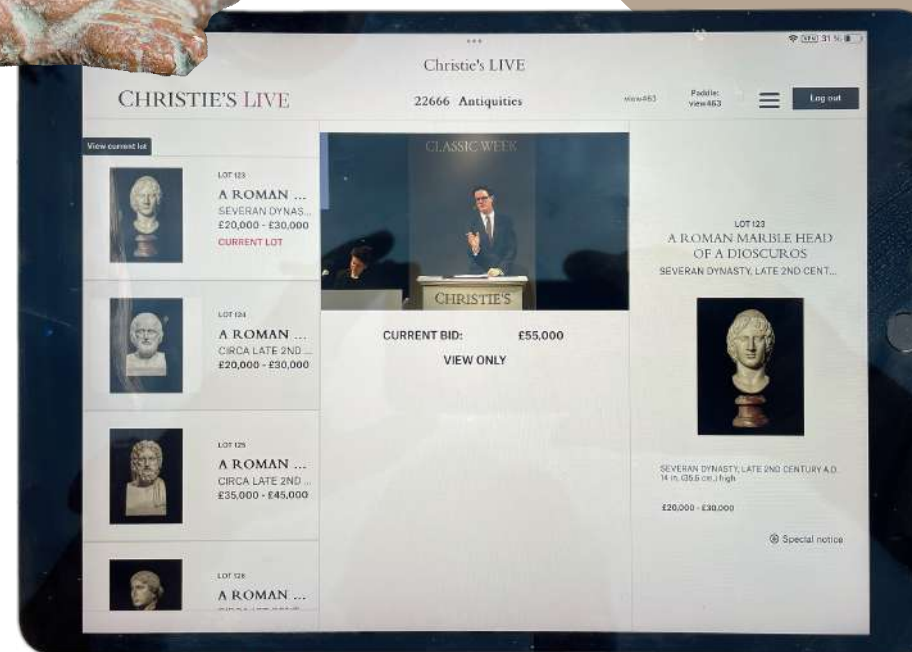 31 %
Christie's LIVE
CHRISTIE'S LIVE
22666 Antiquities
view463
Paddle:
view463
Log out
View current lot
LOT 123
A ROMAN ...
SEVERAN DYNAS...
£20,000 - £30,000
CURRENT LOT
LOT 124
A ROMAN ...
CIRCA LATE 2ND ...
£20,000 - £30,000
LOT 125
A ROMAN ...
CIRCA LATE 2ND ...
£35,000 - £45,000
LOT 126
A ROMAN ...
CLASSIC WEEK
CHRISTIE'S
CURRENT BID: £55,000
VIEW ONLY
LOT 123
A ROMAN MARBLE HEAD
OF A DIOSCUROS
SEVERAN DYNASTY, LATE 2ND CENT...
SEVERAN DYNASTY, LATE 2ND CENTURY A.D.
14 in. (35.5 cm.) high
£20,000 - £30,000
Special notice